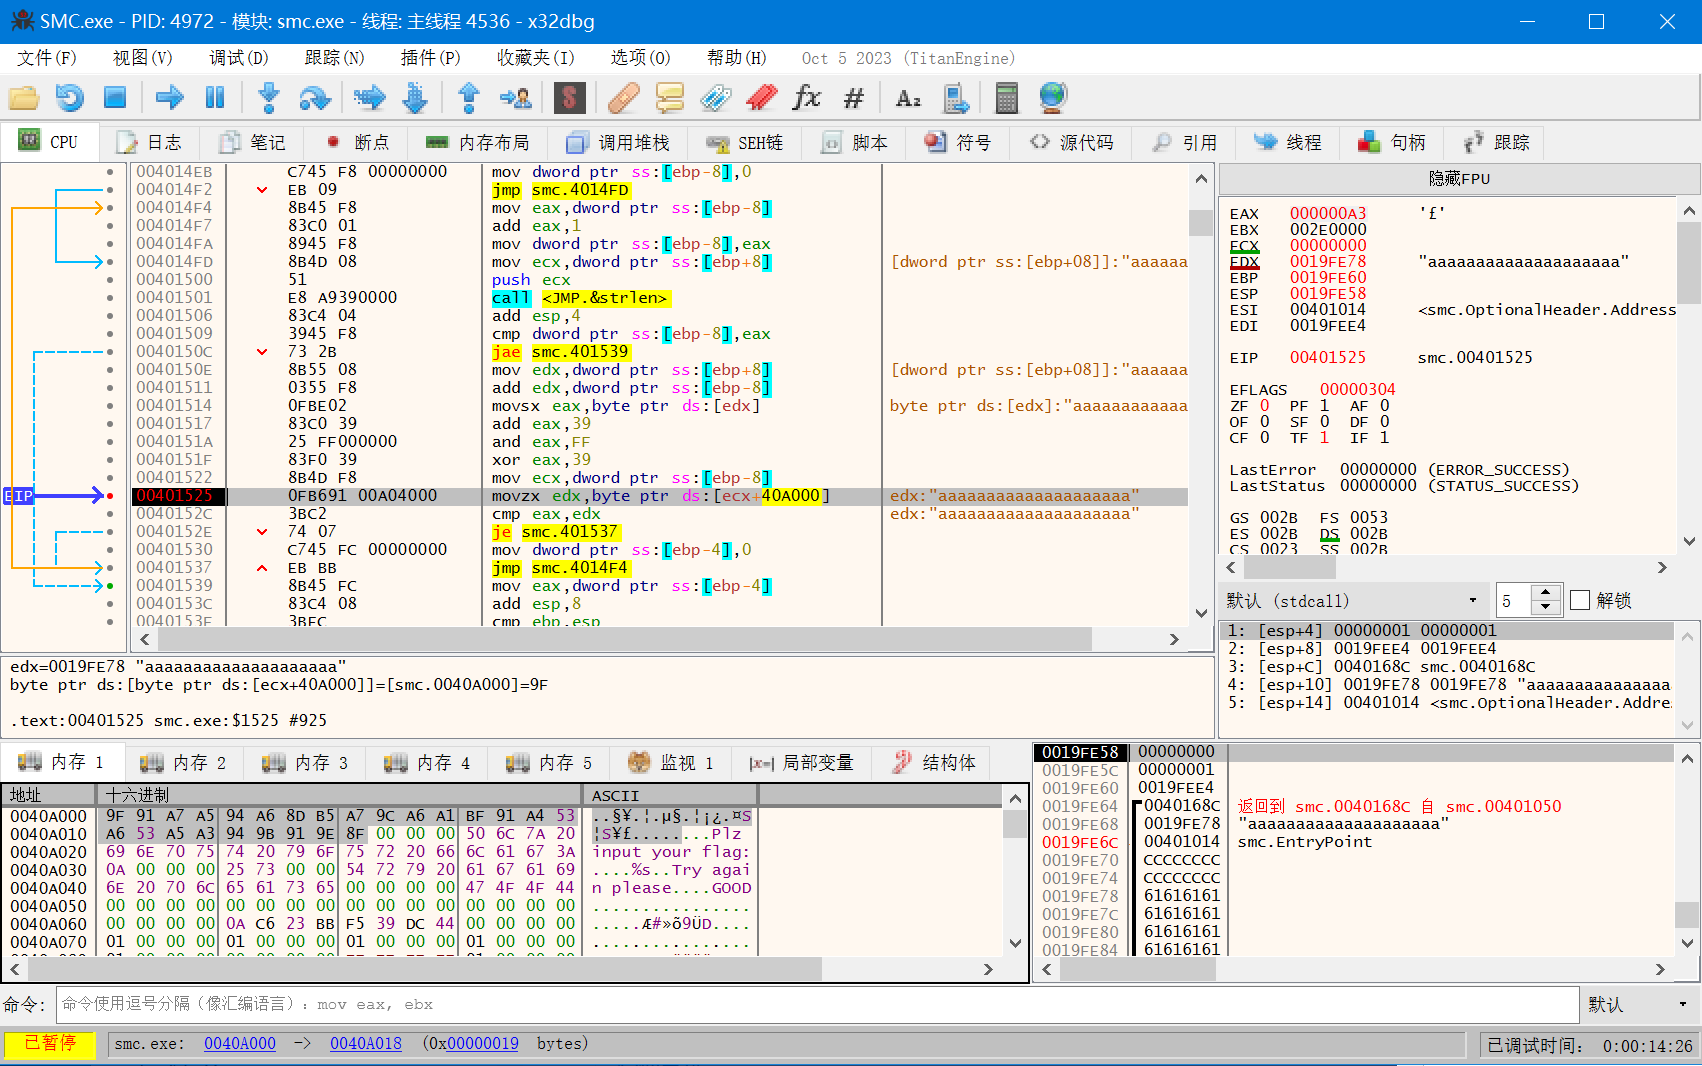 SMC.exe - PID: 4972 - 模块: smc.exe - 线程: 主线程 4536 - x32dbg
文件(F) 视图(V) 调试(D) 跟踪(N) 插件(P) 收藏夹(I) 选项(O) 帮助(H) Oct 5 2023 (TitanEngine)
CPU 日志 笔记 断点 内存布局 调用堆栈 SEH链 脚本 符号 源代码 引用 线程 句柄 跟踪
004014EB C745 F8 00000000 mov dword ptr ss:[ebp-8],0
004014F2 EB 09 jmp smc.4014FD
004014F4 8B45 F8 mov eax,dword ptr ss:[ebp-8]
004014F7 83C0 01 add eax,1
004014FA 8945 F8 mov dword ptr ss:[ebp-8],eax
004014FD 8B4D 08 mov ecx,dword ptr ss:[ebp+8] [dword ptr ss:[ebp+08]]:"aaaaaa
00401500 51 push ecx
00401501 E8 A9390000 call <JMP.&strlen>
00401506 83C4 04 add esp,4
00401509 3945 F8 cmp dword ptr ss:[ebp-8],eax
0040150C 73 2B jae smc.401539
0040150E 8B55 08 mov edx,dword ptr ss:[ebp+8] [dword ptr ss:[ebp+08]]:"aaaaaa
00401511 0355 F8 add edx,dword ptr ss:[ebp-8]
00401514 0FBE02 movsx eax,byte ptr ds:[edx] byte ptr ds:[edx]:"aaaaaaaaaaaa
00401517 83C0 39 add eax,39
0040151A 25 FF000000 and eax,FF
0040151F 83F0 39 xor eax,39
00401522 8B4D F8 mov ecx,dword ptr ss:[ebp-8]
EIP 00401525 0FB691 00A04000 movzx edx,byte ptr ds:[ecx+40A000] edx:"aaaaaaaaaaaaaaaaaaaa"
0040152C 3BC2 cmp eax,edx edx:"aaaaaaaaaaaaaaaaaaaa"
0040152E 74 07 je smc.401537
00401530 C745 FC 00000000 mov dword ptr ss:[ebp-4],0
00401537 EB BB jmp smc.4014F4
00401539 8B45 FC mov eax,dword ptr ss:[ebp-4]
0040153C 83C4 08 add esp,8
0040153F 3BEC cmp ebp,esp
edx=0019FE78 "aaaaaaaaaaaaaaaaaaaa"
byte ptr ds:[byte ptr ds:[ecx+40A000]]=[smc.0040A000]=9F
.text:00401525 smc.exe:$1525 #925
隐藏FPU
EAX 000000A3 '£'
EBX 002E0000
ECX 00000000
EDX 0019FE78 "aaaaaaaaaaaaaaaaaaaa"
EBP 0019FE60
ESP 0019FE58
ESI 00401014 <smc.OptionalHeader.Address
EDI 0019FEE4
EIP 00401525 smc.00401525
EFLAGS 00000304
ZF 0 PF 1 AF 0
OF 0 SF 0 DF 0
CF 0 TF 1 IF 1
LastError 00000000 (ERROR_SUCCESS)
LastStatus 00000000 (STATUS_SUCCESS)
GS 002B FS 0053
ES 002B DS 002B
CS 0023 SS 002B
默认 (stdcall) 5 解锁
1: [esp+4] 00000001 00000001
2: [esp+8] 0019FEE4 0019FEE4
3: [esp+C] 0040168C smc.0040168C
4: [esp+10] 0019FE78 0019FE78 "aaaaaaaaaaaaaaa
5: [esp+14] 00401014 <smc.OptionalHeader.Addre
内存 1 内存 2 内存 3 内存 4 内存 5 监视 1 局部变量 结构体
地址 十六进制 ASCII
0040A000 9F 91 A7 A5 94 A6 8D B5 A7 9C A6 A1 BF 91 A4 53 ..§¥.¦.µ§.¦¡¿.¤S
0040A010 A6 53 A5 A3 94 9B 91 9E 8F 00 00 00 50 6C 7A 20 ¦S¥£........Plz
0040A020 69 6E 70 75 74 20 79 6F 75 72 20 66 6C 61 67 3A input your flag:
0040A030 0A 00 00 00 25 73 00 00 54 72 79 20 61 67 61 69 ....%s..Try agai
0040A040 6E 20 70 6C 65 61 73 65 00 00 00 00 47 4F 4F 44 n please....GOOD
0040A050 00 00 00 00 00 00 00 00 00 00 00 00 00 00 00 00 ................
0040A060 00 00 00 00 0A C6 23 BB F5 39 DC 44 00 00 00 00 .....Æ#»õ9ÜD....
0040A070 01 00 00 00 01 00 00 00 01 00 00 00 01 00 00 00 ................
0019FE58 00000000
0019FE5C 00000001
0019FE60 0019FEE4
0019FE64 0040168C 返回到 smc.0040168C 自 smc.00401050
0019FE68 0019FE78 "aaaaaaaaaaaaaaaaaaaa"
0019FE6C 00401014 smc.EntryPoint
0019FE70 CCCCCCCC
0019FE74 CCCCCCCC
0019FE78 61616161
0019FE7C 61616161
0019FE80 61616161
0019FE84 61616161
命令: 命令使用逗号分隔（像汇编语言）: mov eax, ebx 默认
已暂停 smc.exe: 0040A000 -> 0040A018 (0x00000019 bytes) 已调试时间: 0:00:14:26